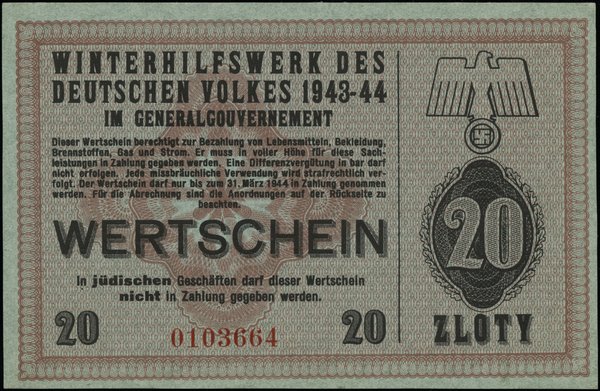 WINTERHILFSWERK DES
DEUTSCHEN VOLKES 1943-44
IM GENERALGOUVERNEMENT
Dieser Wertschein berechtigt zur Bezahlung von Lebensmitteln, Bekleidung,
Brennstoffen, Gas und Strom. Er muss in voller Höhe für diese Sach-
leistungen in Zahlung gegeben werden. Eine Differenzvergütung in bar darf
nicht erfolgen. Jede missbräuchliche Verwendung wird strafrechtlich ver-
folgt. Der Wertschein darf nur bis zum 31. März 1944 in Zahlung genommen
werden. Für die Abrechnung sind die Anordnungen auf der Rückseite zu
beachten.
WERTSCHEIN
In jüdischen Geschäften darf dieser Wertschein
nicht in Zahlung gegeben werden.
20 0103664 20
20
ZLOTY